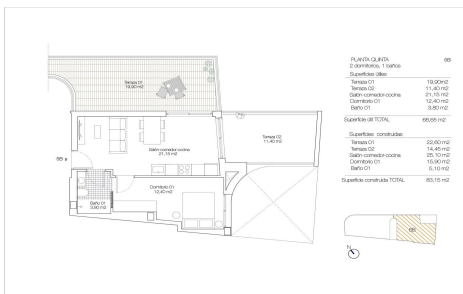 Terraza 01
19,90 m2
Salón-comedor-cocina
21,15 m2
Terraza 02
11,40 m2
8B
Dormitorio 01
12,40 m2
Baño 01
3,80 m2
PLANTA QUINTA 8B
2 dormitorios, 1 baños
Superficies útiles:
Terraza 01 19,90m2
Terraza 02 11,40 m2
Salón-comedor-cocina 21,15 m2
Dormitorio 01 12,40 m2
Baño 01 3,80 m2
Superficie útil TOTAL 68,65 m2
Superficies construidas:
Terraza 01 22,60 m2
Terraza 02 14,45 m2
Salón-comedor-cocina 25,10 m2
Dormitorio 01 15,90 m2
Baño 01 5,10 m2
Superficie construida TOTAL 83,15 m2
8B
N